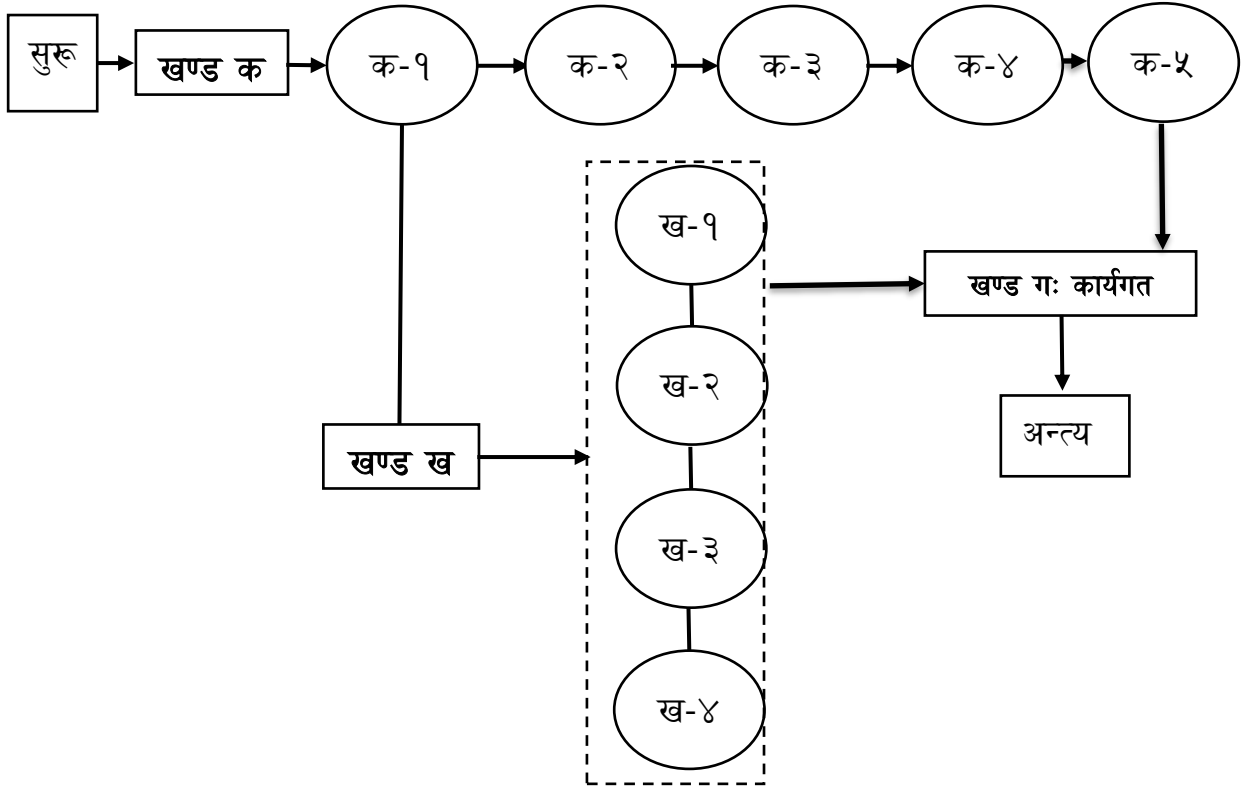 सुरू
खण्ड क
क-१
क-२
क-३
क-४
क-५
ख-१
खण्ड गः कार्यगत
ख-२
अन्त्य
खण्ड ख
ख-३
ख-४